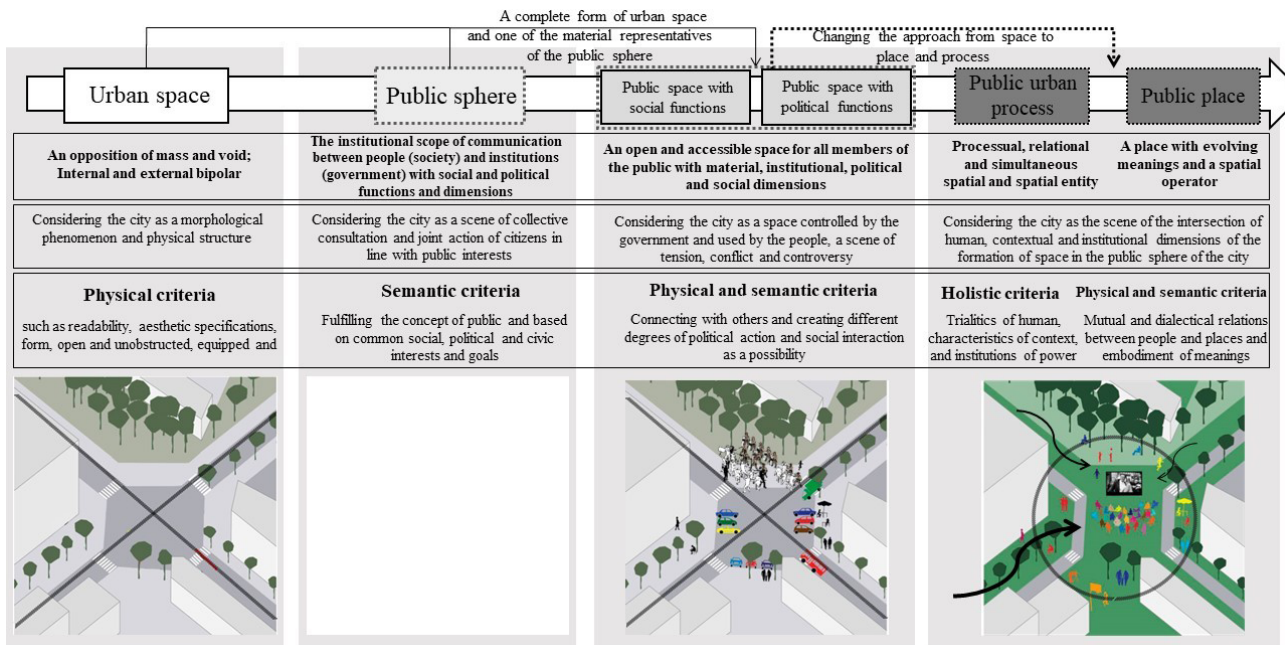 A complete form of urban space
and one of the material representatives
of the public sphere
Changing the approach from space to
place and process
Urban space
Public sphere
Public space with
social functions
Public space with
political functions
Public urban
process
Public place
An opposition of mass and void;
Internal and external bipolar
The institutional scope of communication
between people (society) and institutions
(government) with social and political
functions and dimensions
An open and accessible space for all members of
the public with material, institutional, political
and social dimensions
Processual, relational
and simultaneous
spatial and spatial entity
A place with evolving
meanings and a spatial
operator
Considering the city as a morphological
phenomenon and physical structure
Considering the city as a scene of collective
consultation and joint action of citizens in
line with public interests
Considering the city as a space controlled by the
government and used by the people, a scene of
tension, conflict and controversy
Considering the city as the scene of the intersection of
human, contextual and institutional dimensions of the
formation of space in the public sphere of the city
Physical criteria
such as readability, aesthetic specifications,
form, open and unobstructed, equipped and
Semantic criteria
Fulfilling the concept of public and based
on common social, political and civic
interests and goals
Physical and semantic criteria
Connecting with others and creating different
degrees of political action and social interaction
as a possibility
Holistic criteria
Trialitics of human,
characteristics of context,
and institutions of power
Physical and semantic criteria
Mutual and dialectical relations
between people and places and
embodiment of meanings